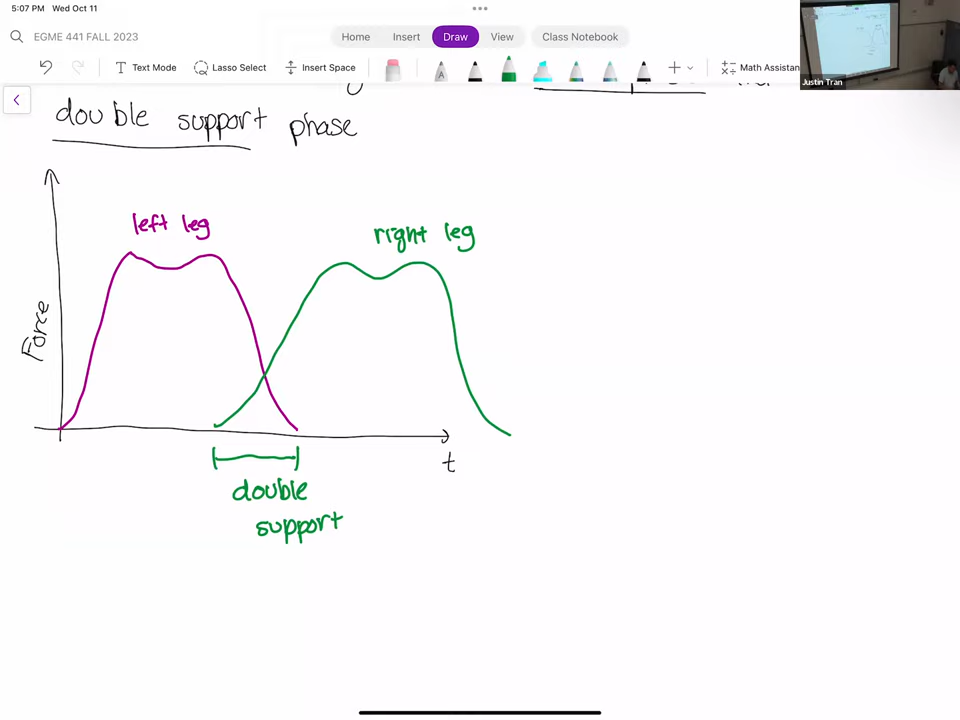 5:07 PM Wed Oct 11
EGME 441 FALL 2023
Home Insert Draw View Class Notebook
Text Mode Lasso Select Insert Space Math Assistan
Justin Tran
double support phase
left leg
right leg
Force
t
double
support